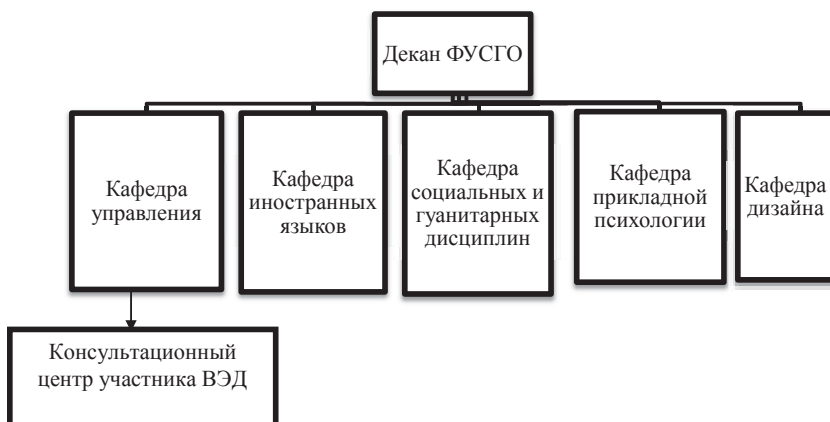 Декан ФУСГО
Кафедра
управления
Кафедра
иностранных
языков
Кафедра
социальных и
гуанитарных
дисциплин
Кафедра
прикладной
психологии
Кафедра
дизайна
Консультационный
центр участника ВЭД